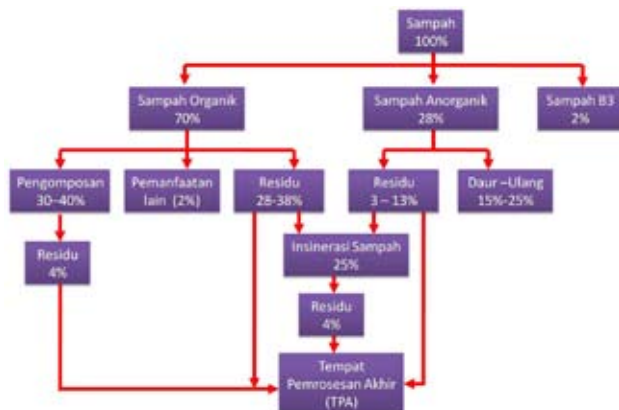 Sampah
100%
Sampah Organik
70%
Sampah Anorganik
28%
Sampah B3
2%
Pengomposan
30–40%
Pemanfaatan
lain (2%)
Residu
28-38%
Residu
3 – 13%
Daur –Ulang
15%-25%
Residu
4%
Insinerasi Sampah
25%
Residu
4%
Tempat
Pemrosesan Akhir
(TPA)